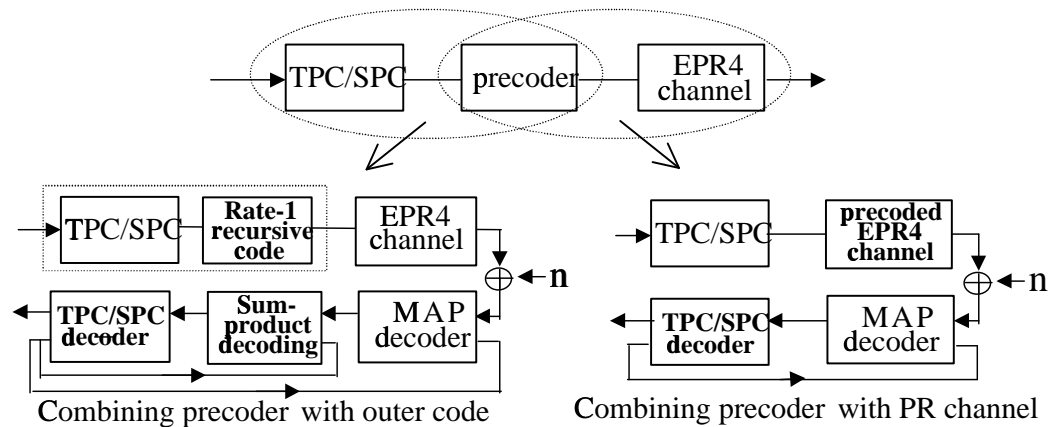 TPC/SPC
precoder
EPR4
channel
TPC/SPC
Rate-1
recursive
code
EPR4
channel
n
TPC/SPC
decoder
Sum-
product
decoding
MAP
decoder
Combining precoder with outer code
TPC/SPC
precoded
EPR4
channel
n
TPC/SPC
decoder
MAP
decoder
Combining precoder with PR channel